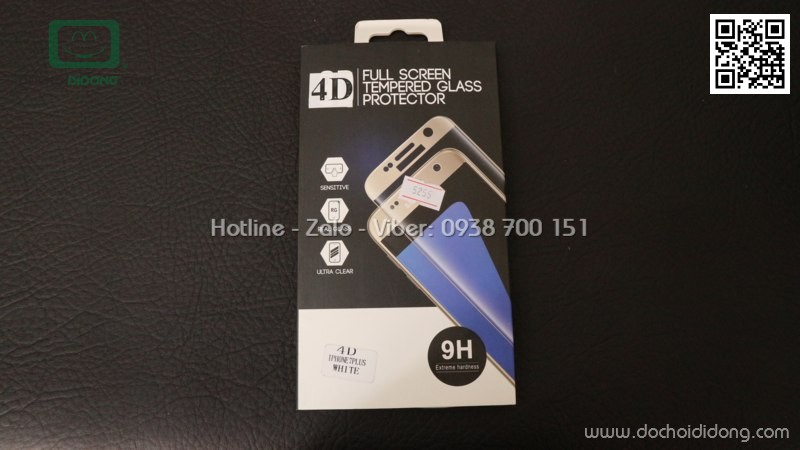 DIDONG
4D
FULL SCREEN
TEMPERED GLASS
PROTECTOR
SENSITIVE
Hotline - Zalo - Viber: 0938 700 151
ULTRA CLEAR
4D
IPHONE7PLUS
WHITE
9H
Extreme hardness
www.dochoididong.com